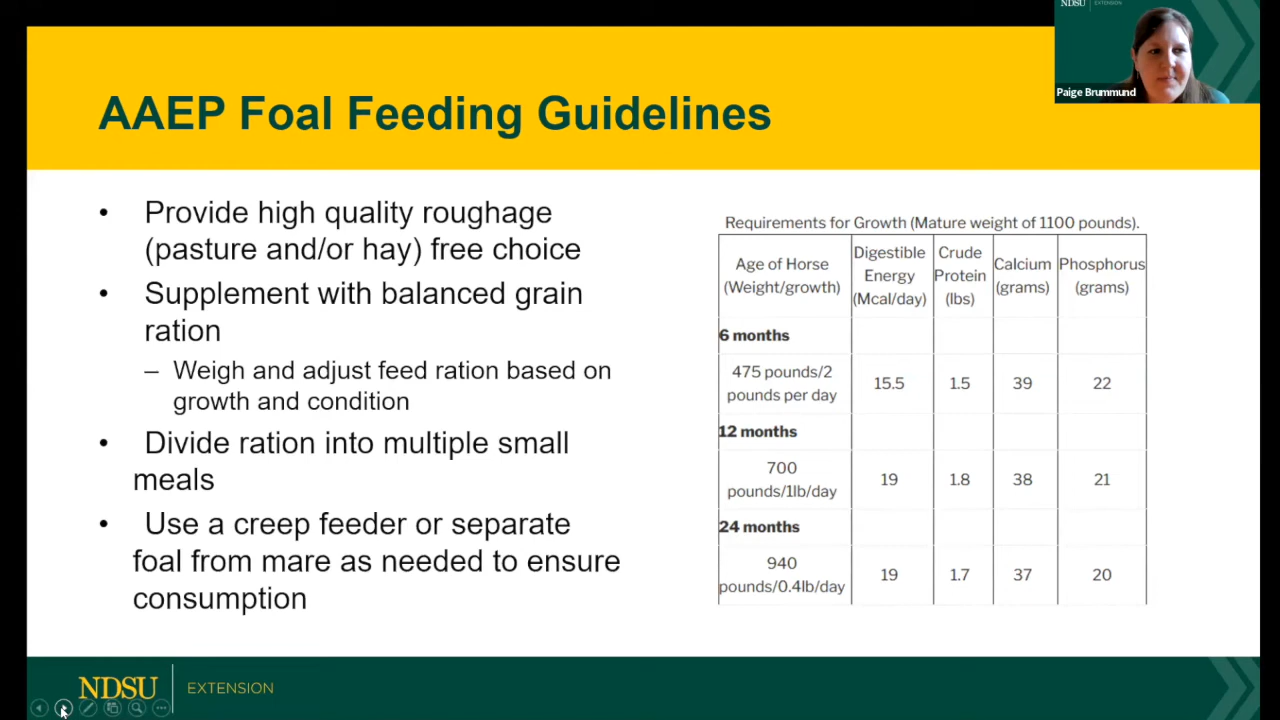 NDSU EXTENSION
Paige Brummund
AAEP Foal Feeding Guidelines
• Provide high quality roughage
(pasture and/or hay) free choice
• Supplement with balanced grain
ration
– Weigh and adjust feed ration based on
growth and condition
• Divide ration into multiple small
meals
• Use a creep feeder or separate
foal from mare as needed to ensure
consumption
Requirements for Growth (Mature weight of 1100 pounds).
Age of Horse
(Weight/growth)
Digestible
Energy
(Mcal/day)
Crude
Protein
(lbs)
Calcium
(grams)
Phosphorus
(grams)
6 months
475 pounds/2
pounds per day
15.5
1.5
39
22
12 months
700
pounds/1lb/day
19
1.8
38
21
24 months
940
pounds/0.4lb/day
19
1.7
37
20
NDSU EXTENSION